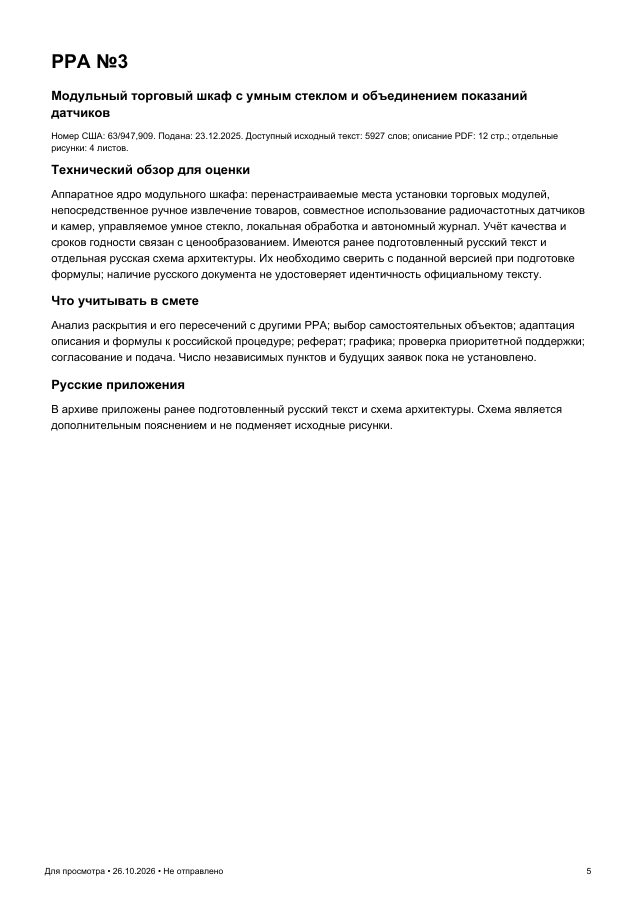 PPA №3
Модульный торговый шкаф с умным стеклом и объединением показаний
датчиков
Номер США: 63/947,909. Подана: 23.12.2025. Доступный исходный текст: 5927 слов; описание PDF: 12 стр.; отдельные
рисунки: 4 листов.
Технический обзор для оценки
Аппаратное ядро модульного шкафа: перенастраиваемые места установки торговых модулей,
непосредственное ручное извлечение товаров, совместное использование радиочастотных датчиков
и камер, управляемое умное стекло, локальная обработка и автономный журнал. Учёт качества и
сроков годности связан с ценообразованием. Имеются ранее подготовленный русский текст и
отдельная русская схема архитектуры. Их необходимо сверить с поданной версией при подготовке
формулы; наличие русского документа не удостоверяет идентичность официальному тексту.
Что учитывать в смете
Анализ раскрытия и его пересечений с другими PPA; выбор самостоятельных объектов; адаптация
описания и формулы к российской процедуре; реферат; графика; проверка приоритетной поддержки;
согласование и подача. Число независимых пунктов и будущих заявок пока не установлено.
Русские приложения
В архиве приложены ранее подготовленный русский текст и схема архитектуры. Схема является
дополнительным пояснением и не подменяет исходные рисунки.
Для просмотра • 26.10.2026 • Не отправлено
5